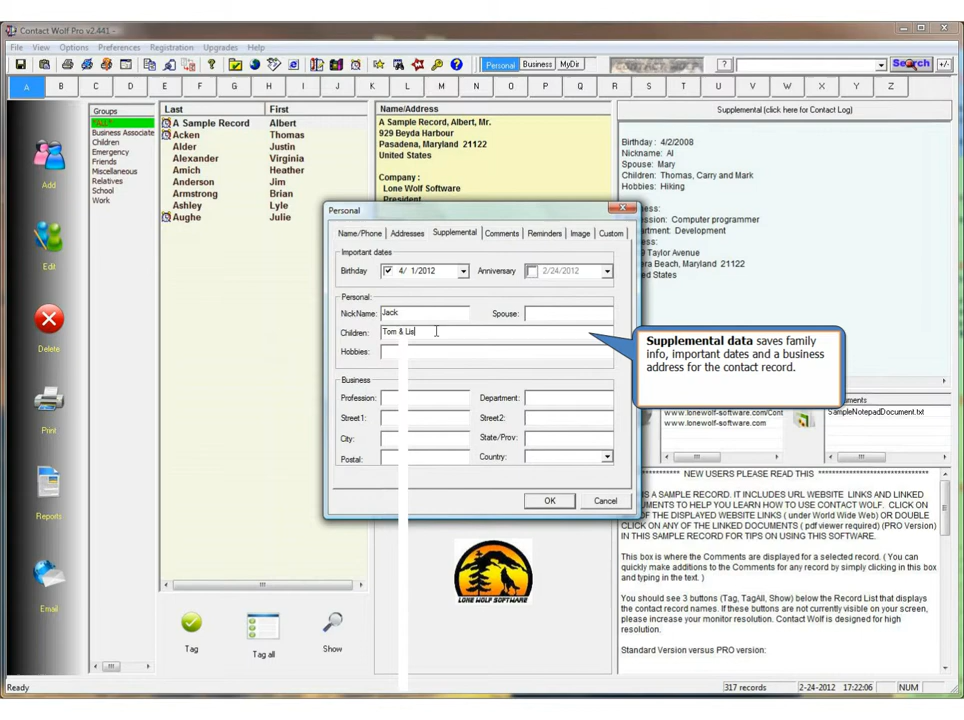 Contact Wolf Pro v2.441 -
File View Options Preferences Registration Upgrades Help
Personal Business MyDir CONTACT WOLF ? Search +/-
A B C D E F G H I J K L M N O P Q R S T U V W X Y Z
Add
Edit
Delete
Print
Reports
Email
Groups
*ALL*
Business Associate
Children
Emergency
Friends
Miscellaneous
Relatives
School
Work
Last First
A Sample Record Albert
Acken Thomas
Alder Justin
Alexander Virginia
Amich Heather
Anderson Jim
Armstrong Brian
Ashley Lyle
Aughe Julie
Tag
Tag all
Show
Name/Address
A Sample Record, Albert, Mr.
929 Beyda Harbour
Pasadena, Maryland 21122
United States
Company :
Lone Wolf Software
President
LONE WOLF SOFTWARE
Supplemental (click here for Contact Log)
Birthday : 4/2/2008
Nickname: Al
Spouse: Mary
Children: Thomas, Carry and Mark
Hobbies: Hiking
ess:
ession: Computer programmer
rtment: Development
ess:
Taylor Avenue
era Beach, Maryland 21122
ed States
Personal
Name/Phone Addresses Supplemental Comments Reminders Image Custom
Important dates
Birthday 4/ 1/2012 Anniversary 2/24/2012
Personal:
NickName: Jack Spouse:
Children: Tom & Lis
Hobbies:
Business
Profession: Department:
Street1: Street2:
City: State/Prov:
Postal: Country:
OK Cancel
Supplemental data saves family
info, important dates and a business
address for the contact record.
www.lonewolf-software.com/Cont
www.lonewolf-software.com
uments
SampleNotepadDocument.txt
*********** NEW USERS PLEASE READ THIS ******************************
IS A SAMPLE RECORD. IT INCLUDES URL WEBSITE LINKS AND LINKED
UMENTS TO HELP YOU LEARN HOW TO USE CONTACT WOLF. CLICK ON
OF THE DISPLAYED WEBSITE LINKS ( under World Wide Web) OR DOUBLE
CLICK ON ANY OF THE LINKED DOCUMENTS ( pdf viewer required) (PRO Version)
IN THIS SAMPLE RECORD FOR TIPS ON USING THIS SOFTWARE.
This box is where the Comments are displayed for a selected record. ( You can
quickly make additions to the Comments for any record by simply clicking in this box
and typing in the text. )
You should see 3 buttons (Tag, TagAll, Show) below the Record List that displays
the contact record names. If these buttons are not currently visible on your screen,
please increase your monitor resolution. Contact Wolf is designed for high
resolution.
Standard Version versus PRO version:
Ready 317 records 2-24-2012 17:22:06 NUM